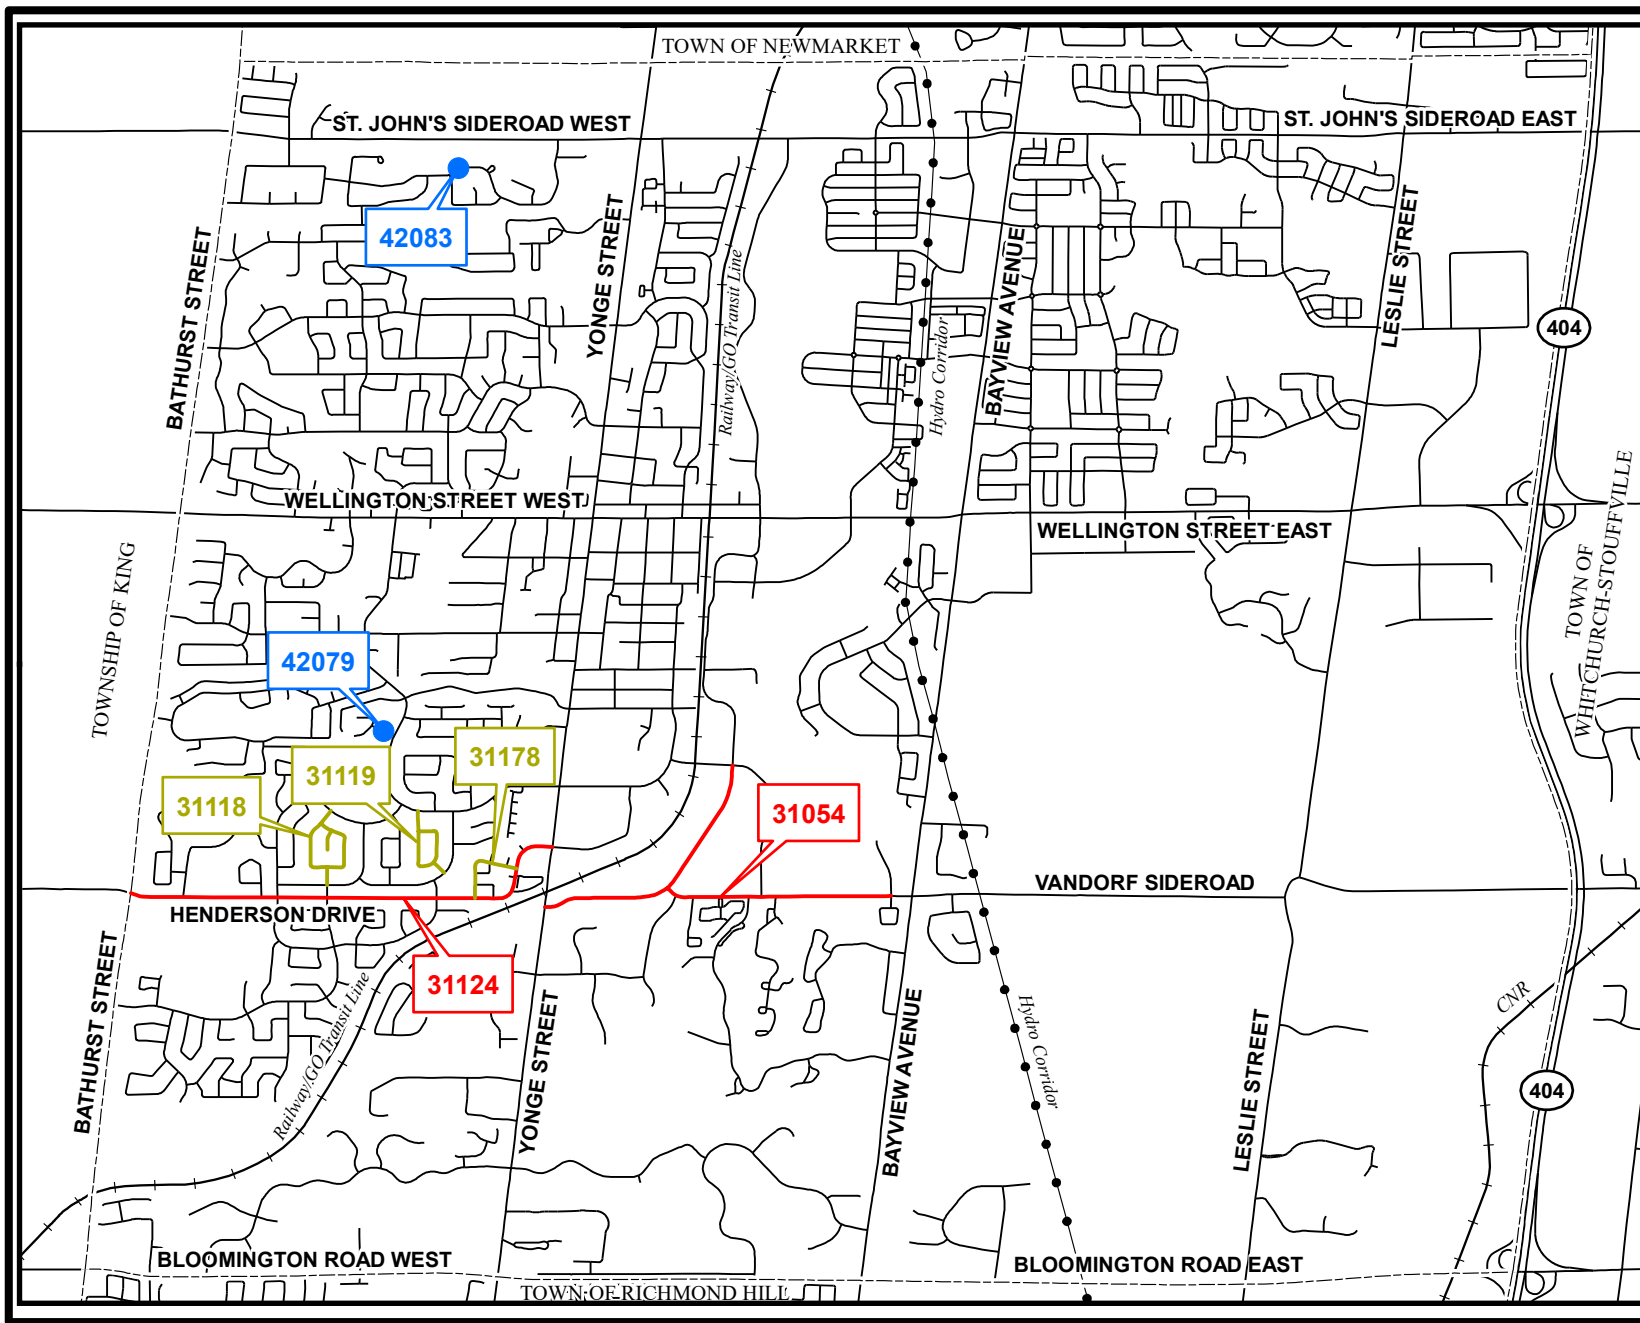 TOWN OF NEWMARKET
ST. JOHN'S SIDEROAD WEST
ST. JOHN'S SIDEROAD EAST
42083
BATHURST STREET
YONGE STREET
Railway/GO Transit Line
Hydro Corridor
BAYVIEW AVENUE
LESLIE STREET
404
WELLINGTON STREET WEST
WELLINGTON STREET EAST
TOWNSHIP OF KING
TOWN OF
WHITCHURCH-STOUFFVILLE
42079
31178
31119
31118
31054
VANDORF SIDEROAD
HENDERSON DRIVE
31124
BATHURST STREET
Railway/GO Transit Line
YONGE STREET
BAYVIEW AVENUE
Hydro Corridor
LESLIE STREET
CNR
404
BLOOMINGTON ROAD WEST
BLOOMINGTON ROAD EAST
TOWN OF RICHMOND HILL